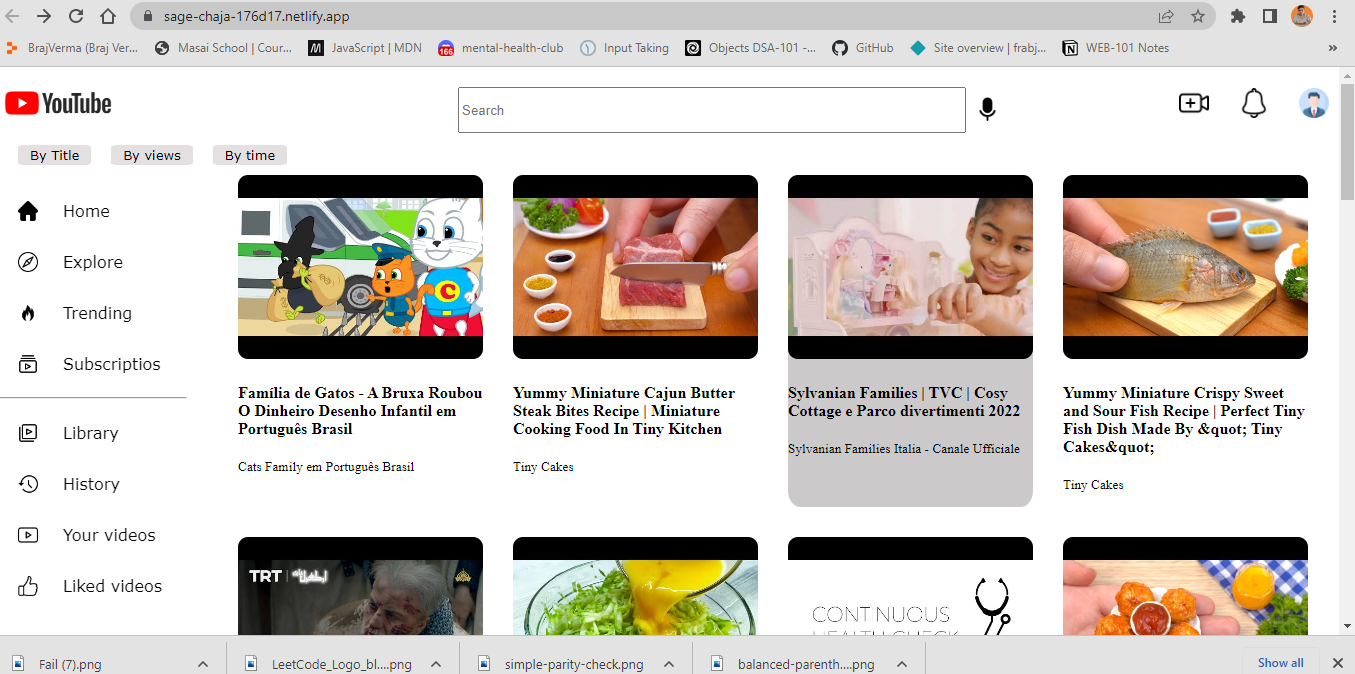 sage-chaja-176d17.netlify.app
BrajVerma (Braj Ver... Masai School | Cour... JavaScript | MDN 166 mental-health-club Input Taking Objects DSA-101 -... GitHub Site overview | frabj... WEB-101 Notes »
YouTube
Search
By Title By views By time
Home
Explore
Trending
Subscriptios
Library
History
Your videos
Liked videos
C
Família de Gatos - A Bruxa Roubou
O Dinheiro Desenho Infantil em
Português Brasil
Cats Family em Português Brasil
Yummy Miniature Cajun Butter
Steak Bites Recipe | Miniature
Cooking Food In Tiny Kitchen
Tiny Cakes
Sylvanian Families | TVC | Cosy
Cottage e Parco divertimenti 2022
Sylvanian Families Italia - Canale Ufficiale
Yummy Miniature Crispy Sweet
and Sour Fish Recipe | Perfect Tiny
Fish Dish Made By &quot; Tiny
Cakes&quot;
Tiny Cakes
TRT
CONTINUOUS
HEALTH CHECK
Fail (7).png LeetCode_Logo_bl....png simple-parity-check.png balanced-parenth....png Show all